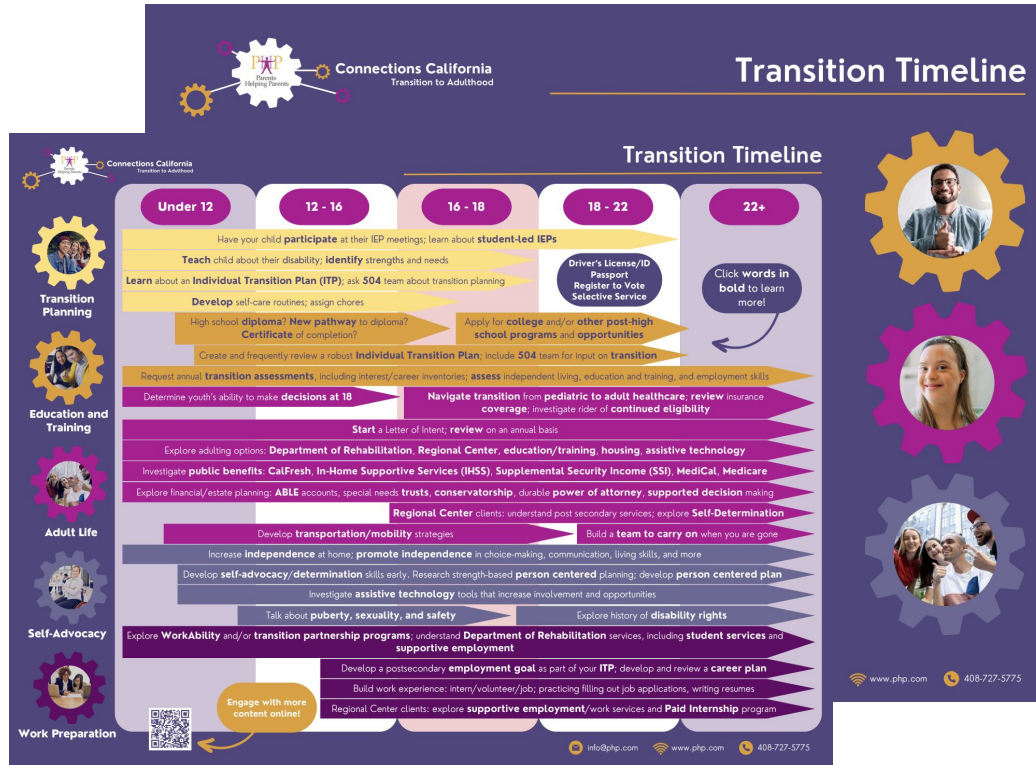 PHP
Parents
Helping Parents
Connections California
Transition to Adulthood
Transition Timeline
www.php.com
408-727-5775
PHP
Parents
Helping Parents
Connections California
Transition to Adulthood
Transition Timeline
Under 12
12 - 16
16 - 18
18 - 22
22+
Transition
Planning
Have your child participate at their IEP meetings; learn about student-led IEPs
Teach child about their disability; identify strengths and needs
Learn about an Individual Transition Plan (ITP); ask 504 team about transition planning
Develop self-care routines; assign chores
Driver's License/ID
Passport
Register to Vote
Selective Service
Click words in
bold to learn
more!
Education and
Training
High school diploma? New pathway to diploma?
Certificate of completion?
Apply for college and/or other post-high
school programs and opportunities
Create and frequently review a robust Individual Transition Plan; include 504 team for input on transition
Request annual transition assessments, including interest/career inventories; assess independent living, education and training, and employment skills
Adult Life
Determine youth's ability to make decisions at 18
Navigate transition from pediatric to adult healthcare; review insurance
coverage; investigate rider of continued eligibility
Start a Letter of Intent; review on an annual basis
Explore adulting options: Department of Rehabilitation, Regional Center, education/training, housing, assistive technology
Investigate public benefits: CalFresh, In-Home Supportive Services (IHSS), Supplemental Security Income (SSI), MediCal, Medicare
Explore financial/estate planning: ABLE accounts, special needs trusts, conservatorship, durable power of attorney, supported decision making
Regional Center clients: understand post secondary services; explore Self-Determination
Develop transportation/mobility strategies
Build a team to carry on when you are gone
Self-Advocacy
Increase independence at home; promote independence in choice-making, communication, living skills, and more
Develop self-advocacy/determination skills early. Research strength-based person centered planning; develop person centered plan
Investigate assistive technology tools that increase involvement and opportunities
Talk about puberty, sexuality, and safety
Explore history of disability rights
Work Preparation
Explore WorkAbility and/or transition partnership programs; understand Department of Rehabilitation services, including student services and
supportive employment
Develop a postsecondary employment goal as part of your ITP; develop and review a career plan
Build work experience: intern/volunteer/job; practicing filling out job applications, writing resumes
Regional Center clients: explore supportive employment/work services and Paid Internship program
Engage with more
content online!
info@php.com
www.php.com
408-727-5775